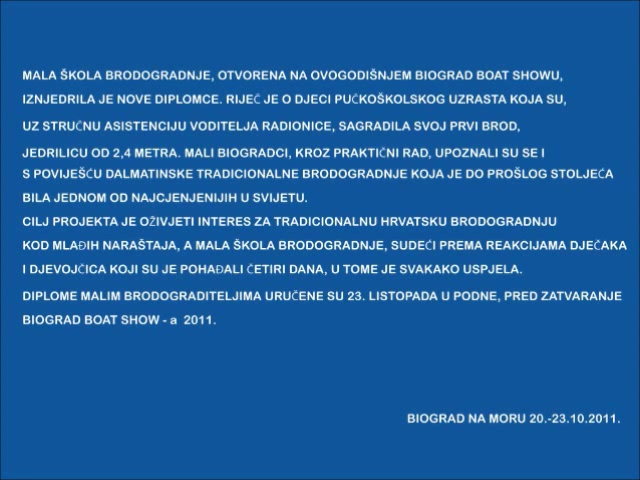 MALA ŠKOLA BRODOGRADNJE, OTVORENA NA OVOGODIŠNJEM BIOGRAD BOAT SHOWU,
IZNJEDRILA JE NOVE DIPLOMCE. RIJEČ JE O DJECI PUČKOŠKOLSKOG UZRASTA KOJA SU,
UZ STRUČNU ASISTENCIJU VODITELJA RADIONICE, SAGRADILA SVOJ PRVI BROD,
JEDRILICU OD 2,4 METRA. MALI BIOGRADCI, KROZ PRAKTIČNI RAD, UPOZNALI SU SE I
S POVIJEŠĆU DALMATINSKE TRADICIONALNE BRODOGRADNJE KOJA JE DO PROŠLOG STOLJEĆA
BILA JEDNOM OD NAJCJENJENIJIH U SVIJETU.
CILJ PROJEKTA JE OŽIVJETI INTERES ZA TRADICIONALNU HRVATSKU BRODOGRADNJU
KOD MLAĐIH NARAŠTAJA, A MALA ŠKOLA BRODOGRADNJE, SUDEĆI PREMA REAKCIJAMA DJEČAKA
I DJEVOJČICA KOJI SU JE POHAĐALI ČETIRI DANA, U TOME JE SVAKAKO USPJELA.
DIPLOME MALIM BRODOGRADITELJIMA URUČENE SU 23. LISTOPADA U PODNE, PRED ZATVARANJE
BIOGRAD BOAT SHOW - a 2011.
BIOGRAD NA MORU 20.-23.10.2011.